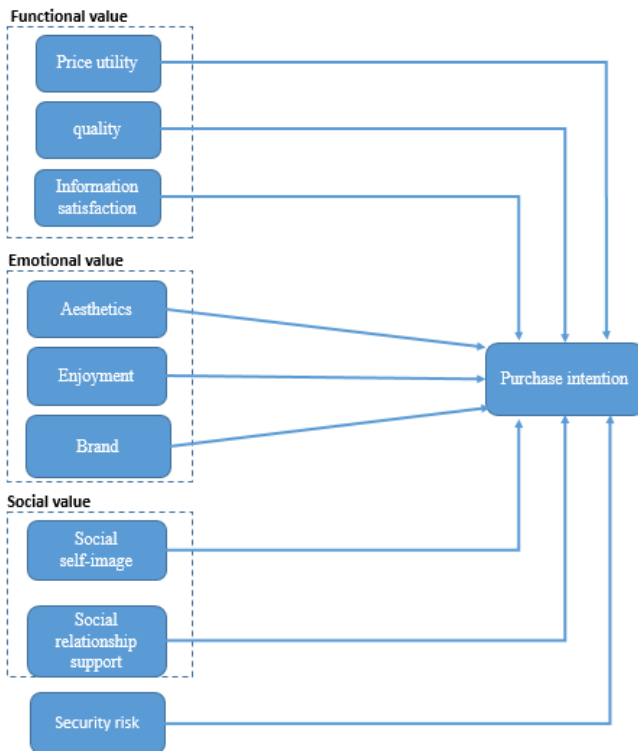 Functional value
Price utility
quality
Information
satisfaction
Emotional value
Aesthetics
Enjoyment
Brand
Purchase intention
Social value
Social
self-image
Social
relationship
support
Security risk